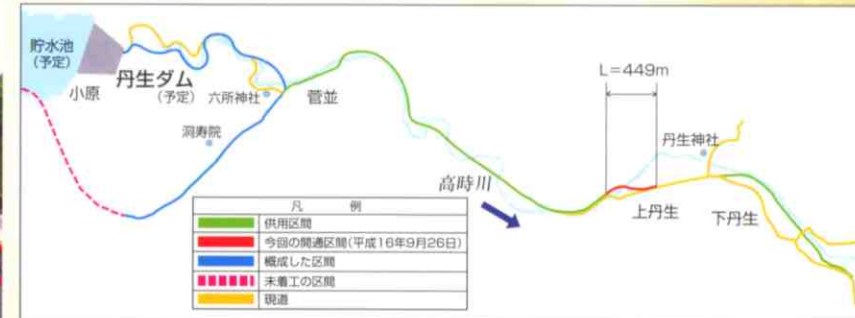 貯水池
(予定)
小原
丹生ダム
(予定)
六所神社
菅並
洞寿院
L=449m
丹生神社
高時川
上丹生
下丹生
凡 例
供用区間
今回の開通区間(平成16年9月26日)
概成した区間
未着工の区間
現道